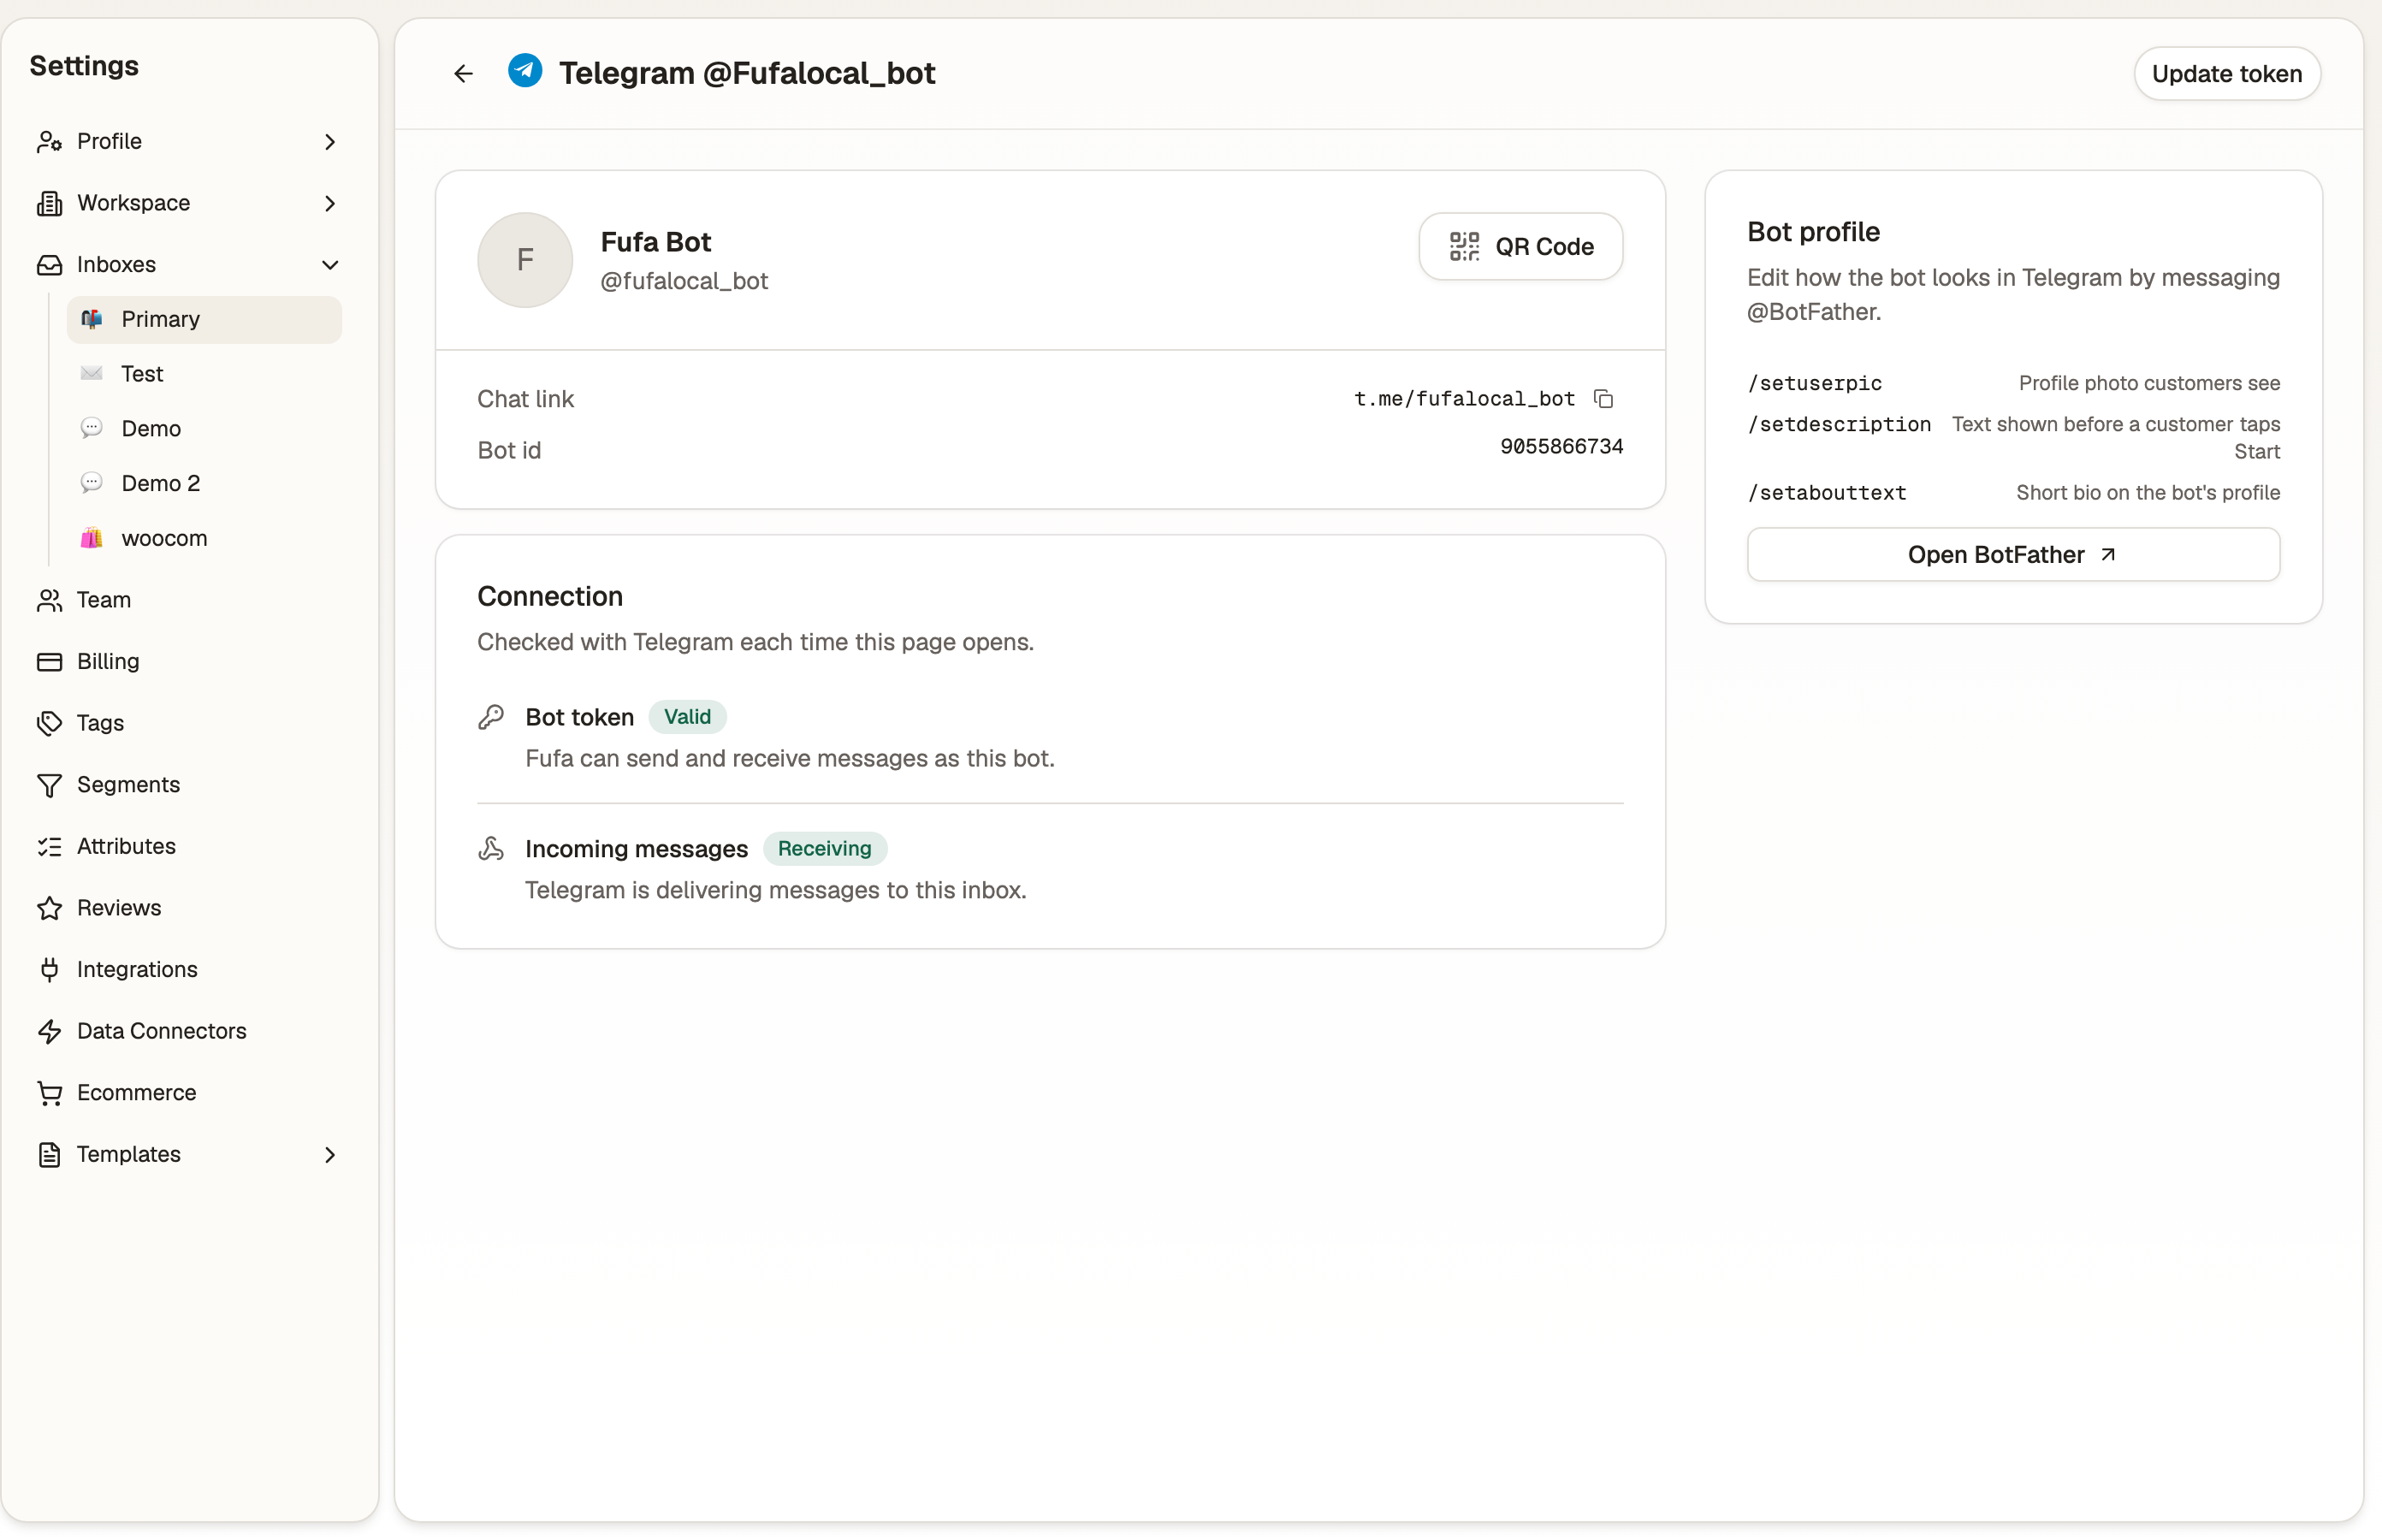 Settings
Profile
Workspace
Inboxes
Primary
Test
Demo
Demo 2
woocom
Team
Billing
Tags
Segments
Attributes
Reviews
Integrations
Data Connectors
Ecommerce
Templates
Telegram @Fufalocal_bot
Update token
F
Fufa Bot
@fufalocal_bot
QR Code
Chat link
t.me/fufalocal_bot
Bot id
9055866734
Connection
Checked with Telegram each time this page opens.
Bot token
Valid
Fufa can send and receive messages as this bot.
Incoming messages
Receiving
Telegram is delivering messages to this inbox.
Bot profile
Edit how the bot looks in Telegram by messaging
@BotFather.
/setuserpic
Profile photo customers see
/setdescription
Text shown before a customer taps
Start
/setabouttext
Short bio on the bot's profile
Open BotFather